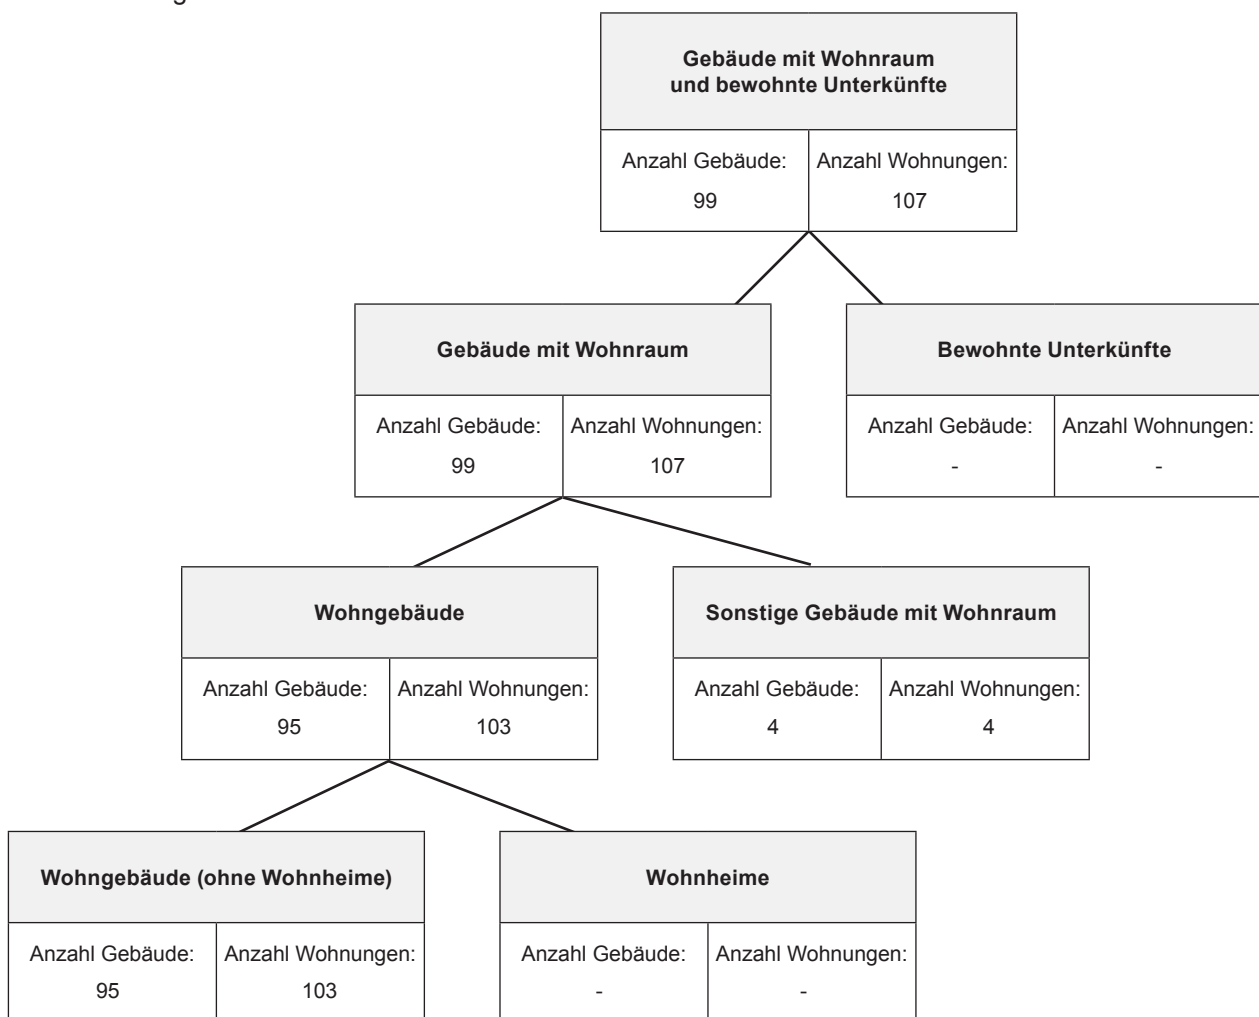 g
Gebäude mit Wohnraum
und bewohnte Unterkünfte
Anzahl Gebäude: Anzahl Wohnungen:
99 107
Gebäude mit Wohnraum
Bewohnte Unterkünfte
Anzahl Gebäude: Anzahl Wohnungen:
99 107
Anzahl Gebäude: Anzahl Wohnungen:
- -
Wohngebäude
Sonstige Gebäude mit Wohnraum
Anzahl Gebäude: Anzahl Wohnungen:
95 103
Anzahl Gebäude: Anzahl Wohnungen:
4 4
Wohngebäude (ohne Wohnheime)
Wohnheime
Anzahl Gebäude: Anzahl Wohnungen:
95 103
Anzahl Gebäude: Anzahl Wohnungen:
- -